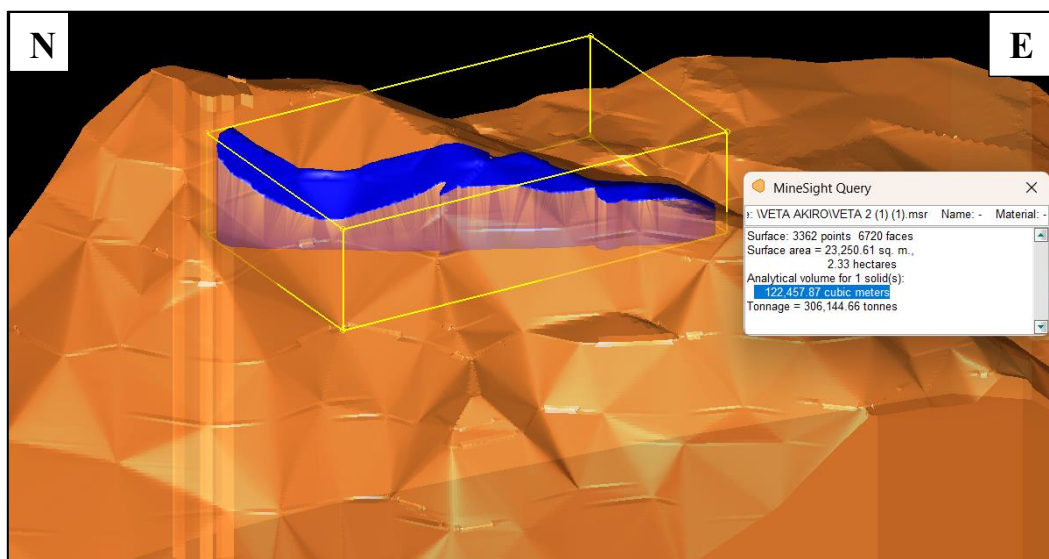 N
E
MineSight Query
e: \VETA AKIRO\VETA 2 (1) (1).msr Name: - Material: -
Surface: 3362 points 6720 faces
Surface area = 23,250.61 sq. m.,
2.33 hectares
Analytical volume for 1 solid(s):
122,457.87 cubic meters
Tonnage = 306,144.66 tonnes